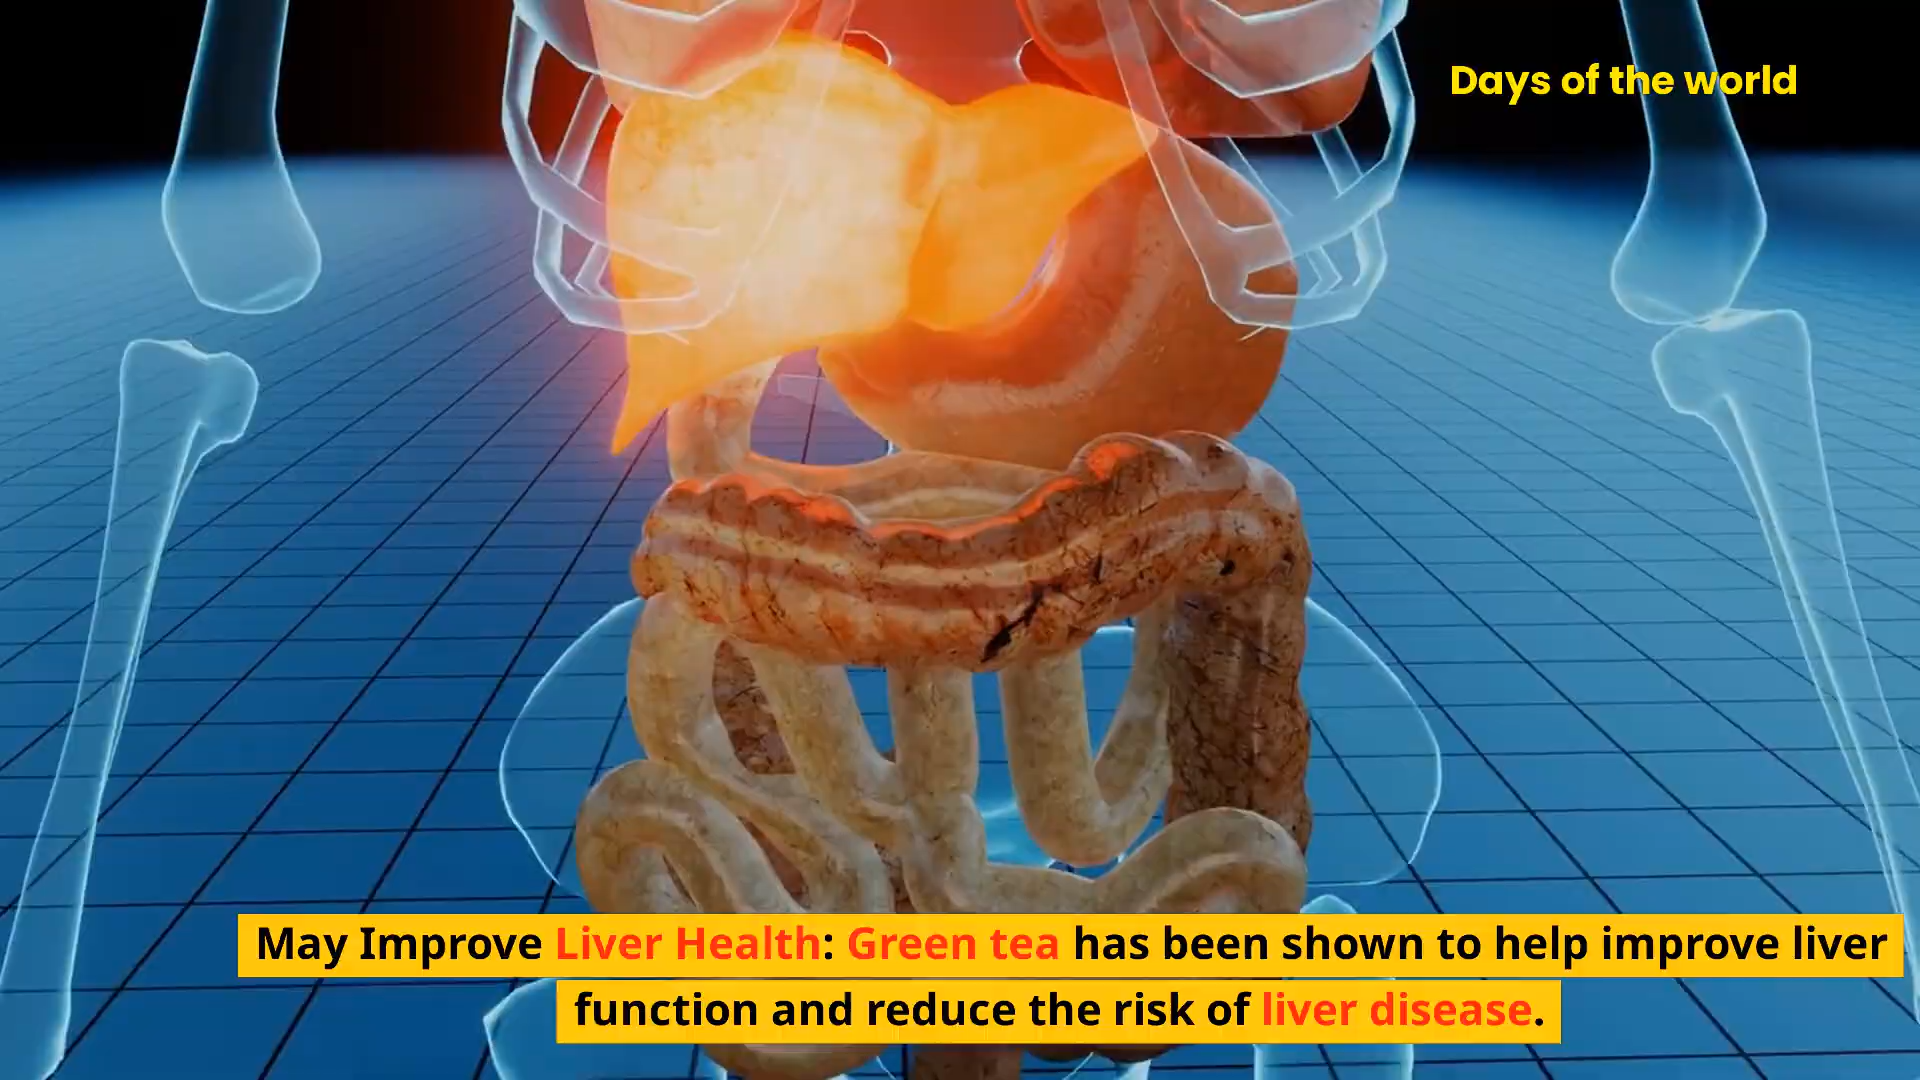 Days of the world
May Improve Liver Health: Green tea has been shown to help improve liver
function and reduce the risk of liver disease.